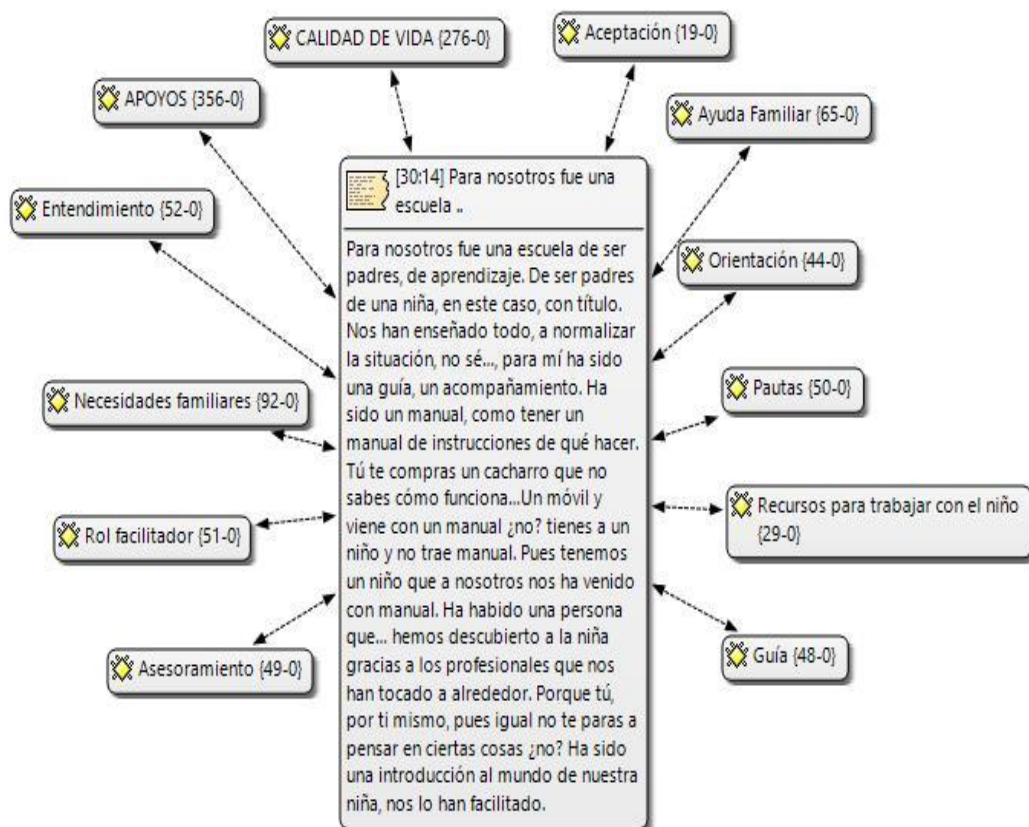 CALIDAD DE VIDA {276-0}
Aceptación {19-0}
APOYOS {356-0}
Ayuda Familiar {65-0}
Entendimiento {52-0}
Orientación {44-0}
Necesidades familiares {92-0}
Pautas {50-0}
Rol facilitador {51-0}
Recursos para trabajar con el niño
{29-0}
Asesoramiento {49-0}
Guía {48-0}
[30:14] Para nosotros fue una
escuela ..
Para nosotros fue una escuela de ser
padres, de aprendizaje. De ser padres
de una niña, en este caso, con título.
Nos han enseñado todo, a normalizar
la situación, no sé..., para mí ha sido
una guía, un acompañamiento. Ha
sido un manual, como tener un
manual de instrucciones de qué hacer.
Tú te compras un cacharro que no
sabes cómo funciona...Un móvil y
viene con un manual ¿no? tienes a un
niño y no trae manual. Pues tenemos
un niño que a nosotros nos ha venido
con manual. Ha habido una persona
que... hemos descubierto a la niña
gracias a los profesionales que nos
han tocado a alrededor. Porque tú,
por ti mismo, pues igual no te paras a
pensar en ciertas cosas ¿no? Ha sido
una introducción al mundo de nuestra
niña, nos lo han facilitado.